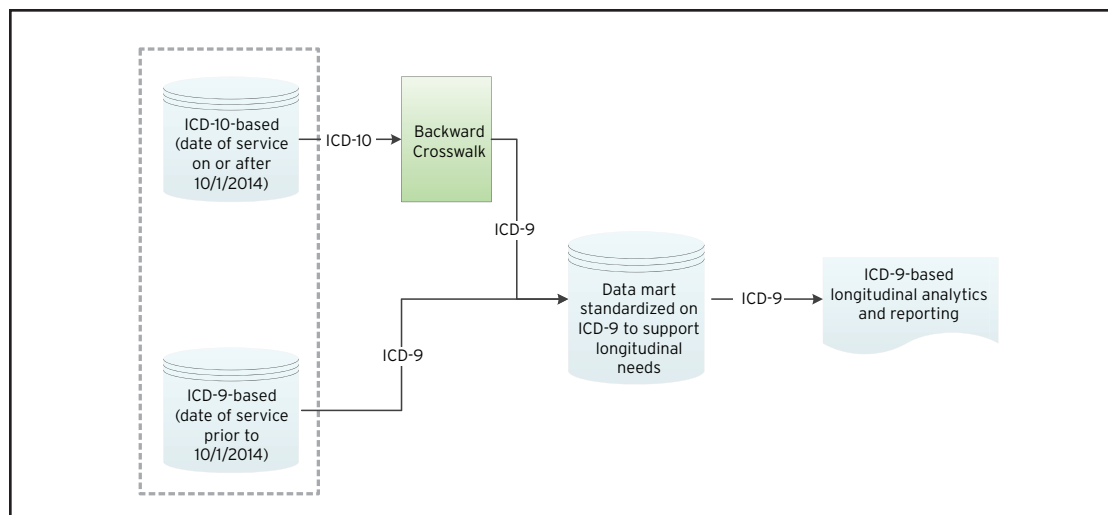 ICD-10-based
(date of service
on or after
10/1/2014)
ICD-10
Backward
Crosswalk
ICD-9
ICD-9-based
(date of service
prior to
10/1/2014)
ICD-9
Data mart
standardized on
ICD-9 to support
longitudinal
needs
ICD-9
ICD-9-based
longitudinal analytics
and reporting